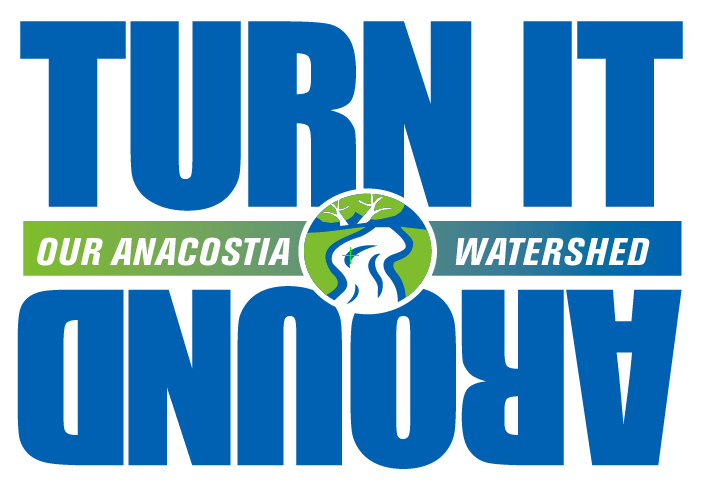 TURN IT
OUR ANACOSTIA WATERSHED
AROUND